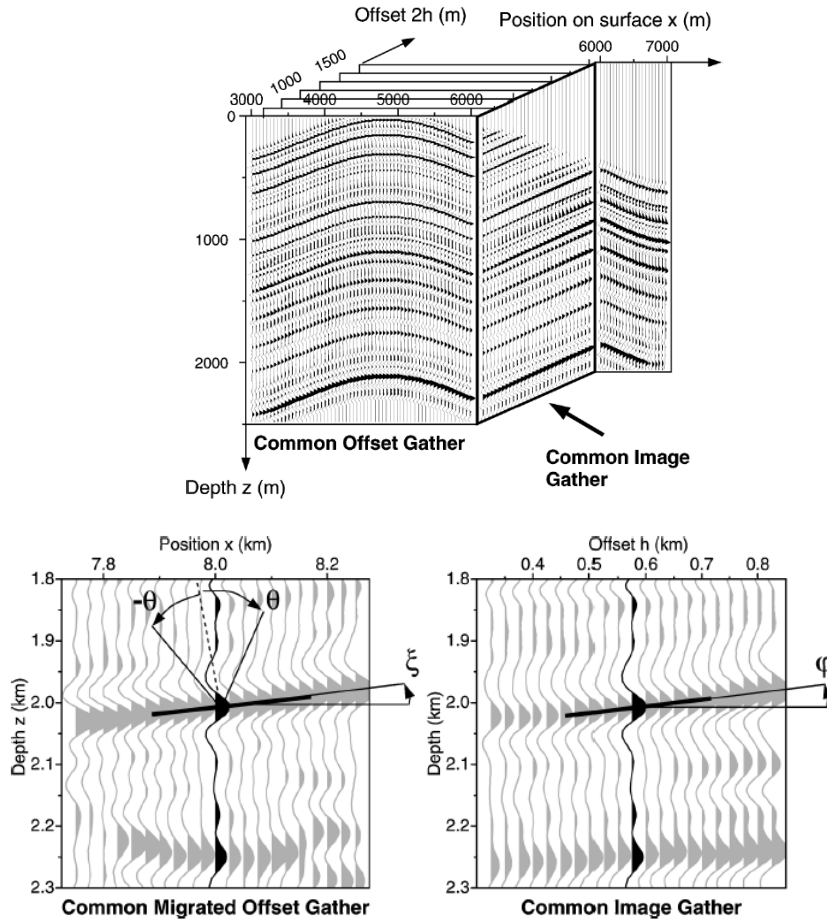 Offset 2h (m)
Position on surface x (m)
6000 7000
1500
1000
3000 4000 5000 6000
0
1000
2000
Common Offset Gather
Common Image
Gather
Depth z (m)
Position x (km)
7.8 8.0 8.2
1.8
1.9
2.0
2.1
2.2
2.3
Depth z (km)
-θ θ
ξ
Common Migrated Offset Gather
Offset h (km)
0.4 0.5 0.6 0.7 0.8
1.8
1.9
2.0
2.1
2.2
2.3
Depth (km)
φ
Common Image Gather